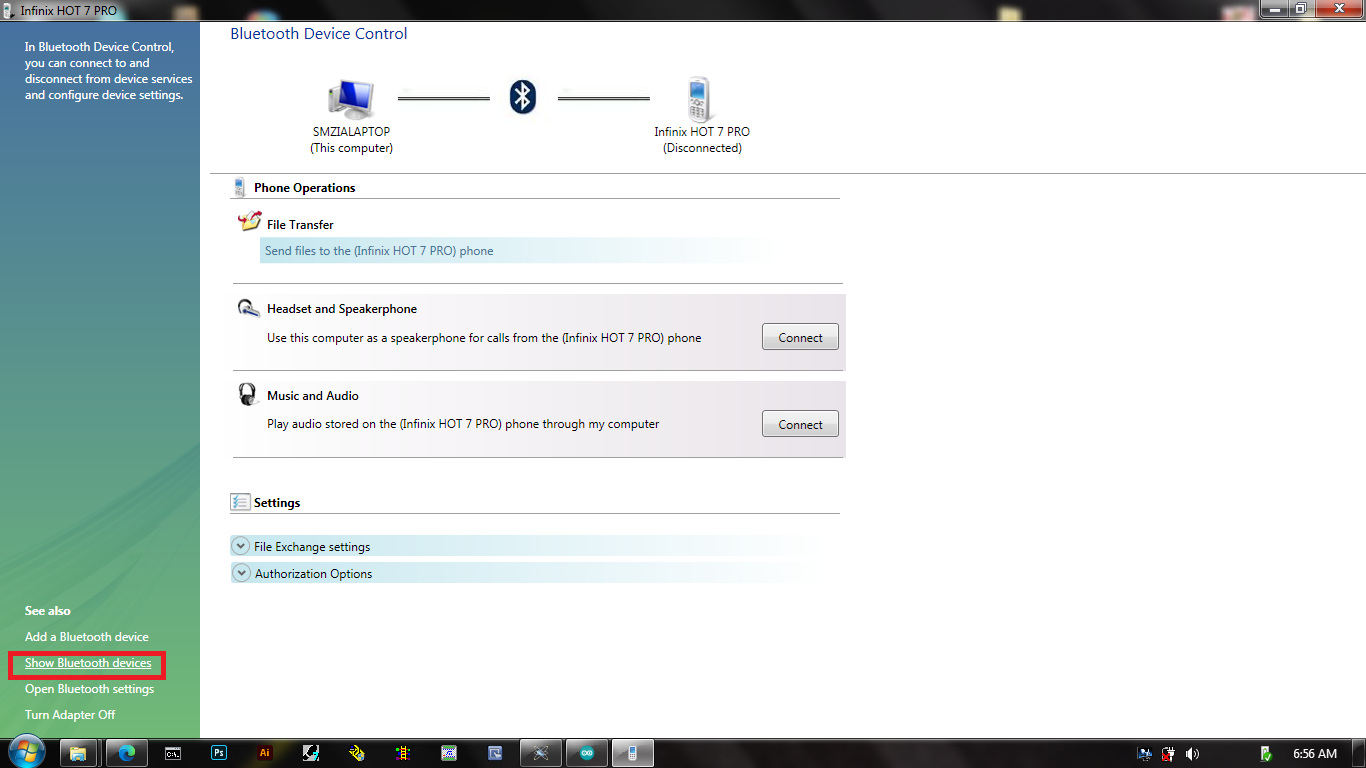 Infinix HOT 7 PRO
In Bluetooth Device Control,
you can connect to and
disconnect from device services
and configure device settings.
Bluetooth Device Control
SMZIALAPTOP
(This computer)
Infinix HOT 7 PRO
(Disconnected)
Phone Operations
File Transfer
Send files to the (Infinix HOT 7 PRO) phone
Headset and Speakerphone
Use this computer as a speakerphone for calls from the (Infinix HOT 7 PRO) phone
Connect
Music and Audio
Play audio stored on the (Infinix HOT 7 PRO) phone through my computer
Connect
Settings
File Exchange settings
Authorization Options
See also
Add a Bluetooth device
Show Bluetooth devices
Open Bluetooth settings
Turn Adapter Off
C:\
Ps
Ai
6:56 AM